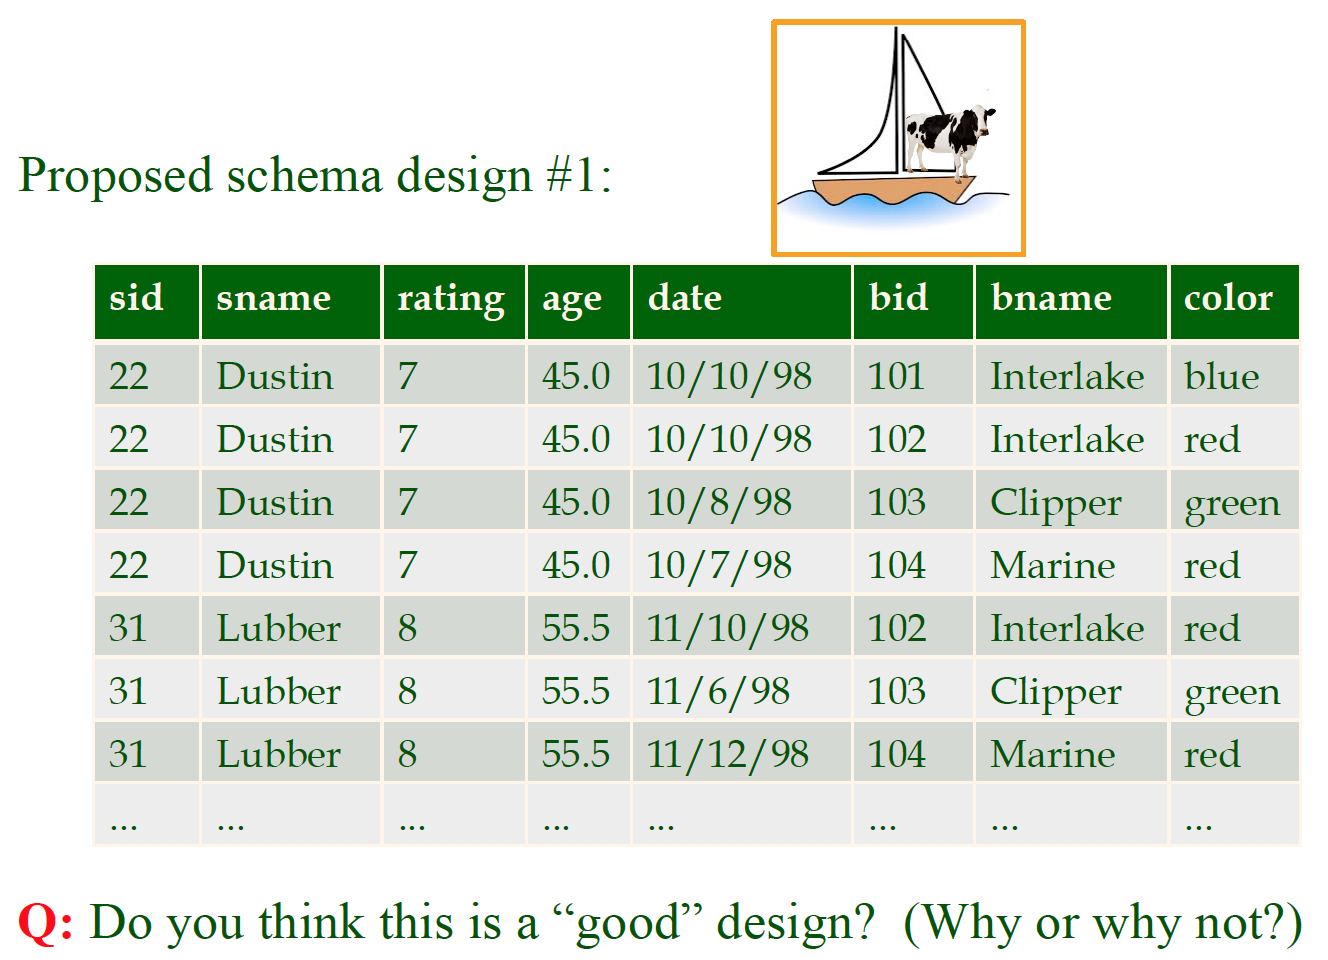 Proposed schema design #1:
sid sname rating age date bid bname color
22 Dustin 7 45.0 10/10/98 101 Interlake blue
22 Dustin 7 45.0 10/10/98 102 Interlake red
22 Dustin 7 45.0 10/8/98 103 Clipper green
22 Dustin 7 45.0 10/7/98 104 Marine red
31 Lubber 8 55.5 11/10/98 102 Interlake red
31 Lubber 8 55.5 11/6/98 103 Clipper green
31 Lubber 8 55.5 11/12/98 104 Marine red
... ... ... ... ... ... ... ...
Q: Do you think this is a “good” design? (Why or why not?)